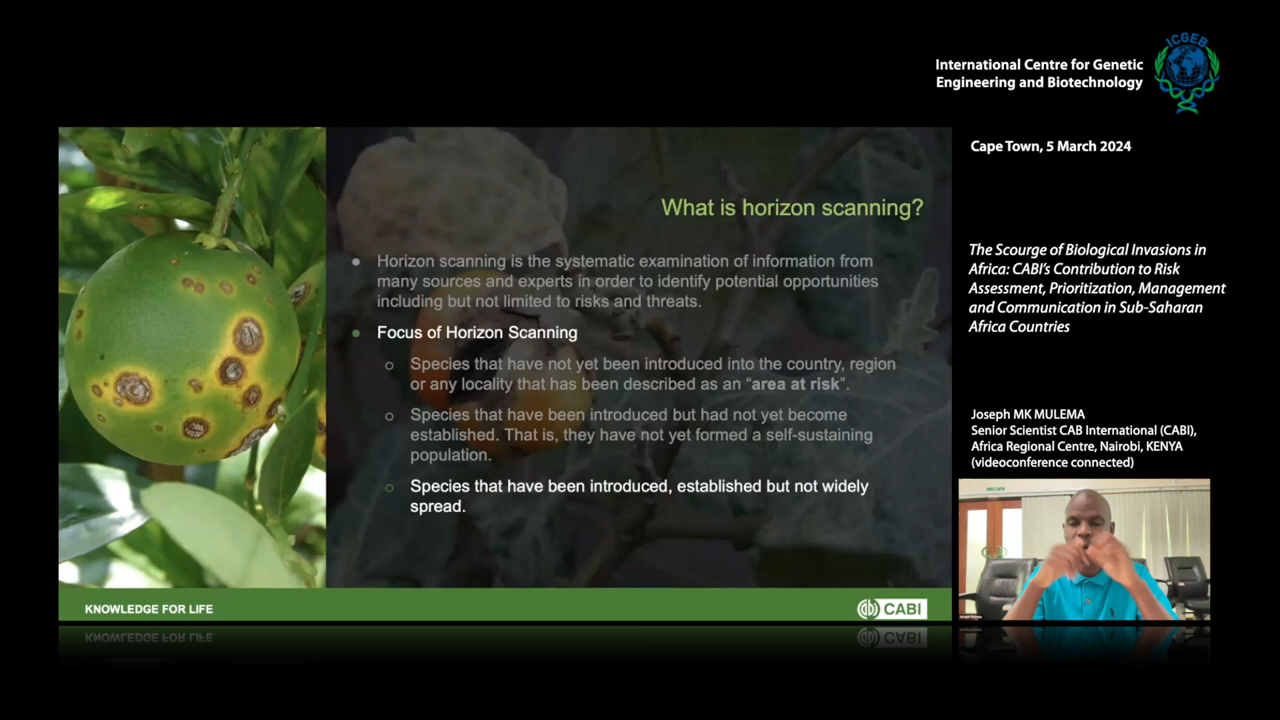 ICGEB
International Centre for Genetic
Engineering and Biotechnology
Cape Town, 5 March 2024
What is horizon scanning?
Horizon scanning is the systematic examination of information from
many sources and experts in order to identify potential opportunities
including but not limited to risks and threats.
Focus of Horizon Scanning
Species that have not yet been introduced into the country, region
or any locality that has been described as an “area at risk”.
Species that have been introduced but had not yet become
established. That is, they have not yet formed a self-sustaining
population.
Species that have been introduced, established but not widely
spread.
KNOWLEDGE FOR LIFE
CABI
The Scourge of Biological Invasions in
Africa: CABI’s Contribution to Risk
Assessment, Prioritization, Management
and Communication in Sub-Saharan
Africa Countries
Joseph MK MULEMA
Senior Scientist CAB International (CABI),
Africa Regional Centre, Nairobi, KENYA
(videoconference connected)
Joseph Mulema